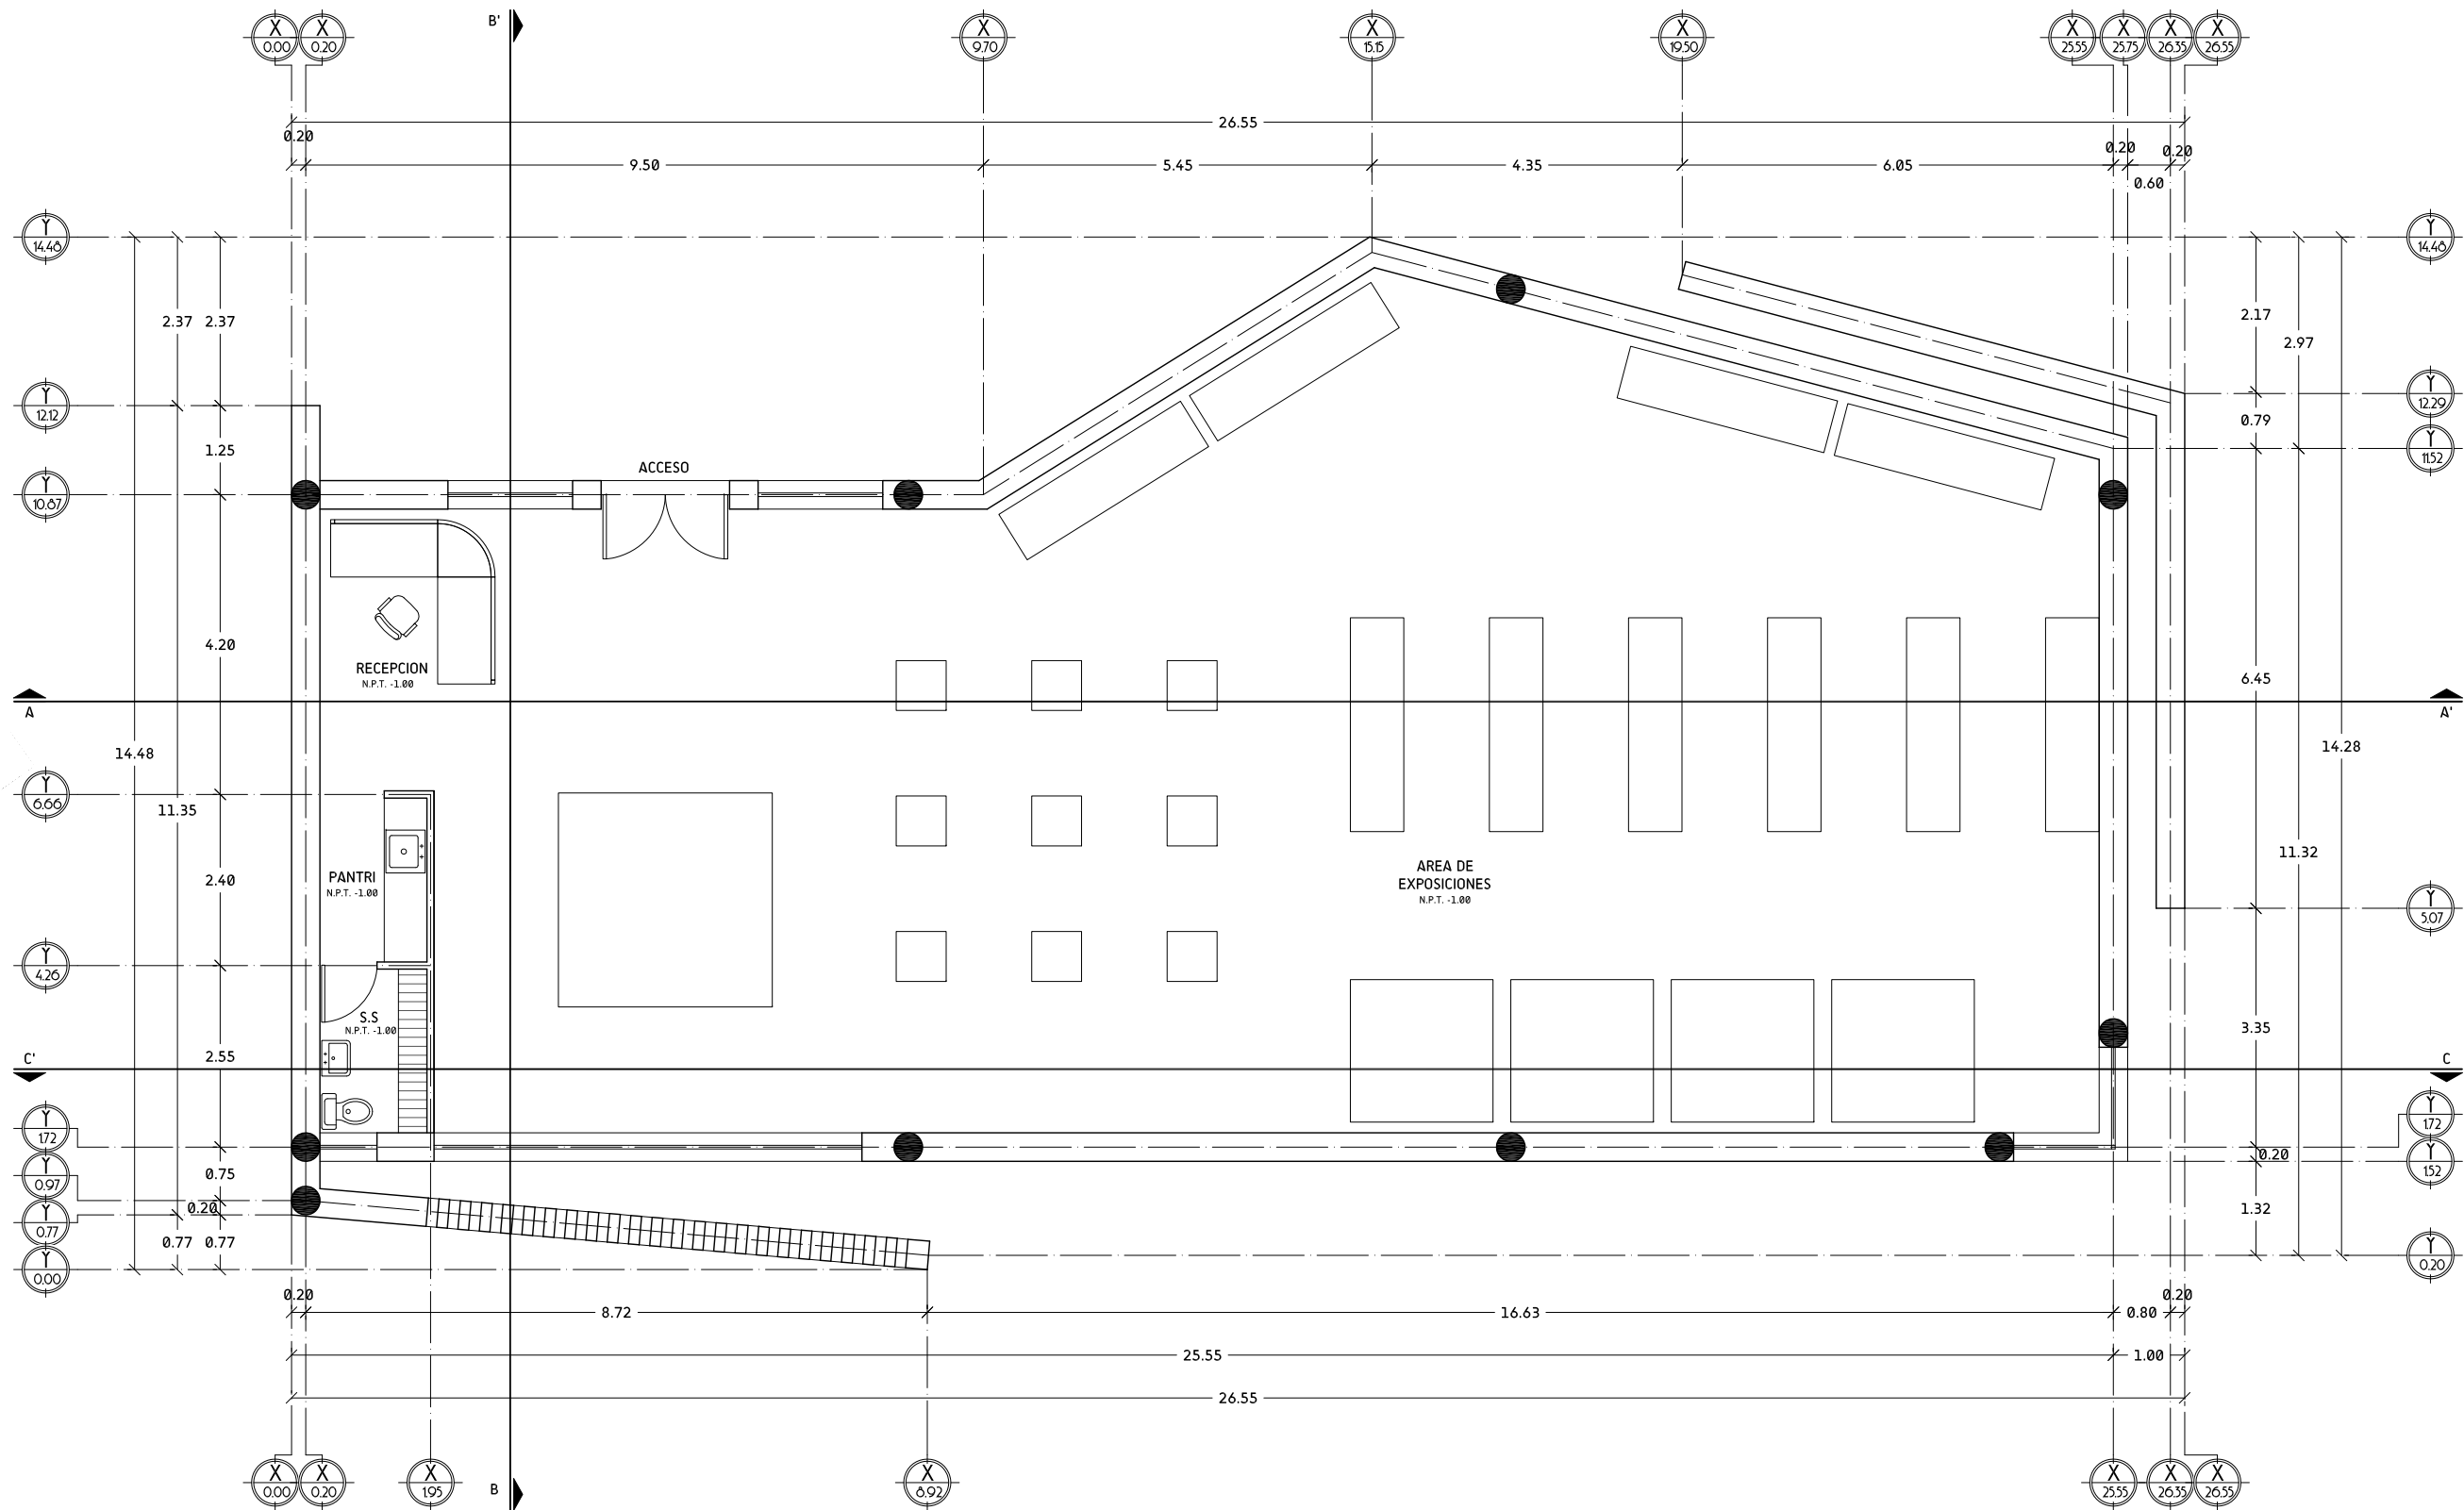 X X B' X X X X X X X
0.00 0.20 9.70 15.15 19.50 25.55 25.75 26.35 26.55
26.55
0.20
0.20 0.20
9.50 5.45 4.35 6.05
0.60
Y Y
14.48 14.48
2.37 2.37
2.17
2.97
Y Y
12.12 12.29
0.79
1.25
Y
11.52
ACCESO
Y
10.87
4.20
RECEPCION
N.P.T. -1.00
6.45
A A'
14.48 14.28
Y
6.66
11.35
11.32
AREA DE
EXPOSICIONES
N.P.T. -1.00
PANTRI
N.P.T. -1.00
2.40
Y
5.07
Y
4.26
S.S
N.P.T. -1.00
3.35
2.55
C' C
Y Y
1.72 1.72
0.20
Y Y
0.97 1.52
0.75
0.20
Y
0.77
1.32
0.77 0.77
Y Y
0.00 0.20
0.20 0.20
8.72 16.63 0.80
25.55 1.00
26.55
X X X B X X X X
0.00 0.20 1.95 8.92 25.55 26.35 26.55